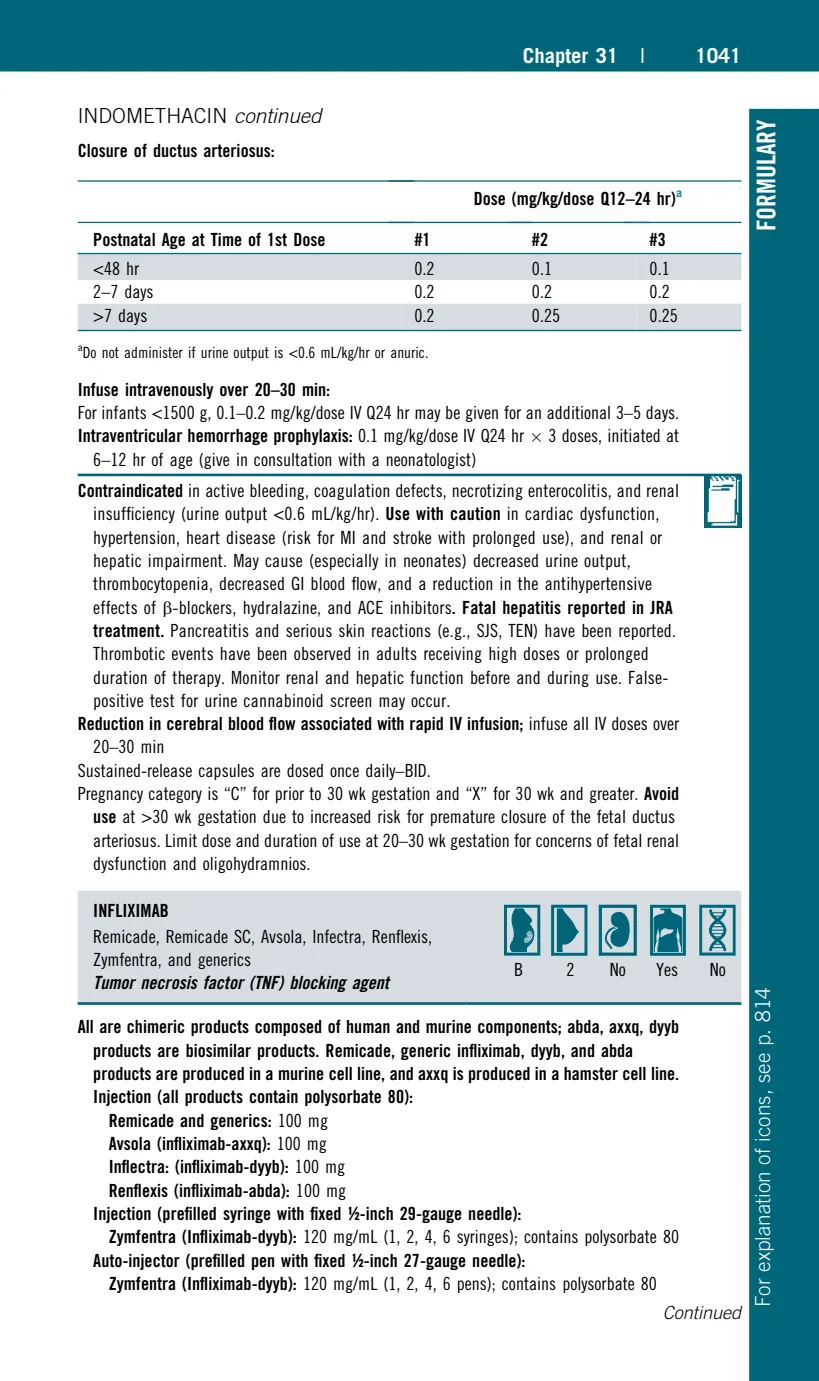 Chapter 31 | 1041
INDOMETHACIN continued
Closure of ductus arteriosus:
Dose (mg/kg/dose Q12–24 hr)a
Postnatal Age at Time of 1st Dose #1 #2 #3
<48 hr 0.2 0.1 0.1
2–7 days 0.2 0.2 0.2
>7 days 0.2 0.25 0.25
aDo not administer if urine output is <0.6 mL/kg/hr or anuric.
Infuse intravenously over 20–30 min:
For infants <1500 g, 0.1–0.2 mg/kg/dose IV Q24 hr may be given for an additional 3–5 days.
Intraventricular hemorrhage prophylaxis: 0.1 mg/kg/dose IV Q24 hr × 3 doses, initiated at
6–12 hr of age (give in consultation with a neonatologist)
Contraindicated in active bleeding, coagulation defects, necrotizing enterocolitis, and renal
insufficiency (urine output <0.6 mL/kg/hr). Use with caution in cardiac dysfunction,
hypertension, heart disease (risk for MI and stroke with prolonged use), and renal or
hepatic impairment. May cause (especially in neonates) decreased urine output,
thrombocytopenia, decreased GI blood flow, and a reduction in the antihypertensive
effects of β-blockers, hydralazine, and ACE inhibitors. Fatal hepatitis reported in JRA
treatment. Pancreatitis and serious skin reactions (e.g., SJS, TEN) have been reported.
Thrombotic events have been observed in adults receiving high doses or prolonged
duration of therapy. Monitor renal and hepatic function before and during use. False-
positive test for urine cannabinoid screen may occur.
Reduction in cerebral blood flow associated with rapid IV infusion; infuse all IV doses over
20–30 min
Sustained-release capsules are dosed once daily–BID.
Pregnancy category is “C” for prior to 30 wk gestation and “X” for 30 wk and greater. Avoid
use at >30 wk gestation due to increased risk for premature closure of the fetal ductus
arteriosus. Limit dose and duration of use at 20–30 wk gestation for concerns of fetal renal
dysfunction and oligohydramnios.
INFLIXIMAB
Remicade, Remicade SC, Avsola, Infectra, Renflexis,
Zymfentra, and generics
Tumor necrosis factor (TNF) blocking agent
B 2 No Yes No
All are chimeric products composed of human and murine components; abda, axxq, dyyb
products are biosimilar products. Remicade, generic infliximab, dyyb, and abda
products are produced in a murine cell line, and axxq is produced in a hamster cell line.
Injection (all products contain polysorbate 80):
Remicade and generics: 100 mg
Avsola (infliximab-axxq): 100 mg
Inflectra: (infliximab-dyyb): 100 mg
Renflexis (infliximab-abda): 100 mg
Injection (prefilled syringe with fixed ½-inch 29-gauge needle):
Zymfentra (Infliximab-dyyb): 120 mg/mL (1, 2, 4, 6 syringes); contains polysorbate 80
Auto-injector (prefilled pen with fixed ½-inch 27-gauge needle):
Zymfentra (Infliximab-dyyb): 120 mg/mL (1, 2, 4, 6 pens); contains polysorbate 80
Continued
FORMULARY
For explanation of icons, see p. 814